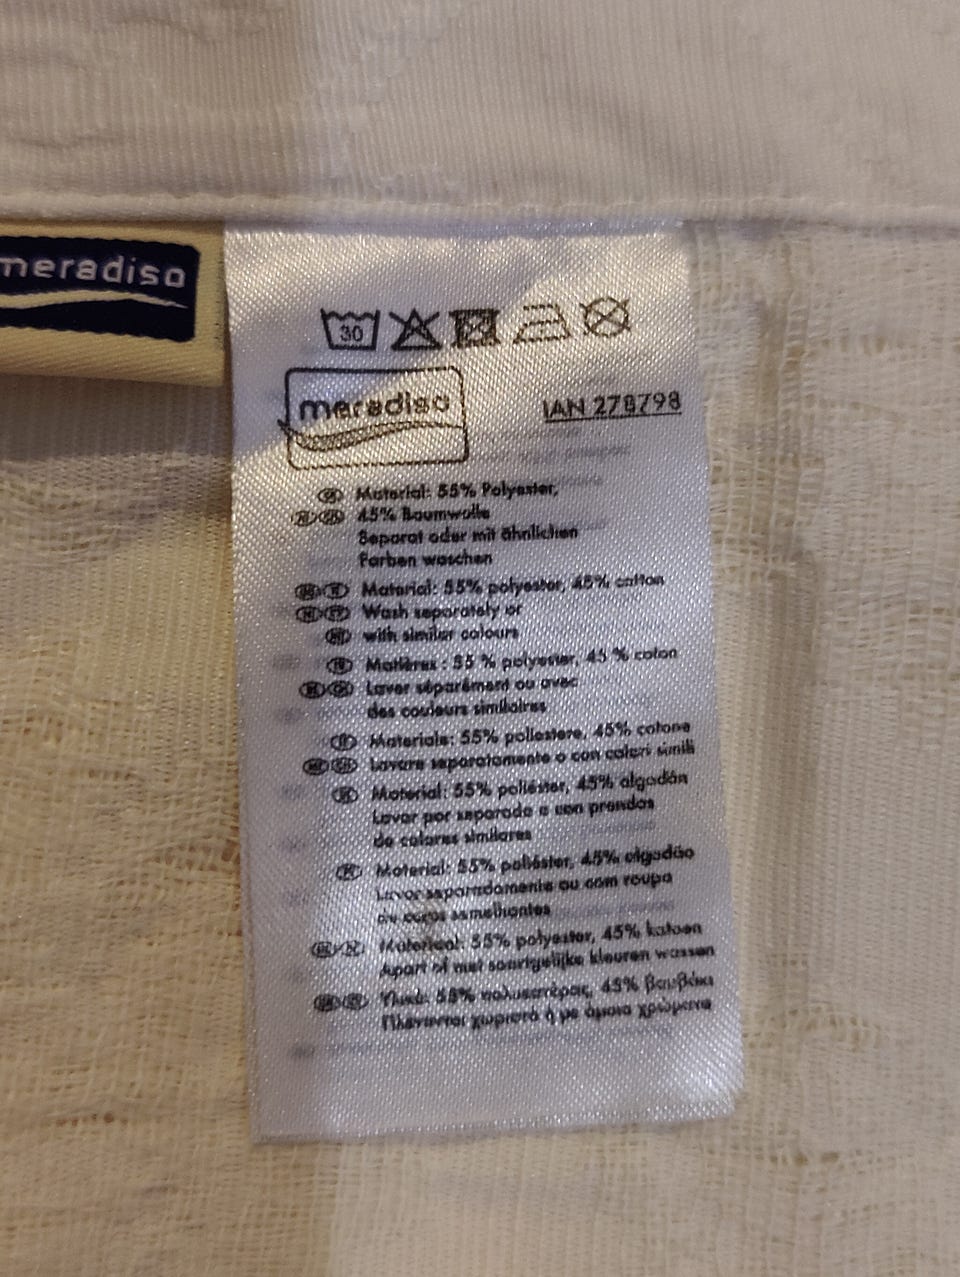 meradiso
30
meradiso
IAN 278798
Material: 55% Polyester,
45% Baumwolle
Separat oder mit ähnlichen
Farben waschen
Material: 55% polyester, 45% cotton
Wash separately or
with similar colours
Matières : 55 % polyester, 45 % coton
Laver séparément ou avec
des couleurs similaires
Materiale: 55% poliestere, 45% cotone
Lavare separatamente o con colori simili
Material: 55% poliéster, 45% algodón
Lavar por separado o con prendas
de colores similares
Material: 55% poliéster, 45% algodão
Lavar separadamente ou com roupa
de cores semelhantes
Materiaal: 55% polyester, 45% katoen
Apart of met soortgelijke kleuren wassen
Υλικό: 55% πολυεστέρας, 45% βαμβάκι
Πλένονται χωριστά ή με όμοια χρώματα